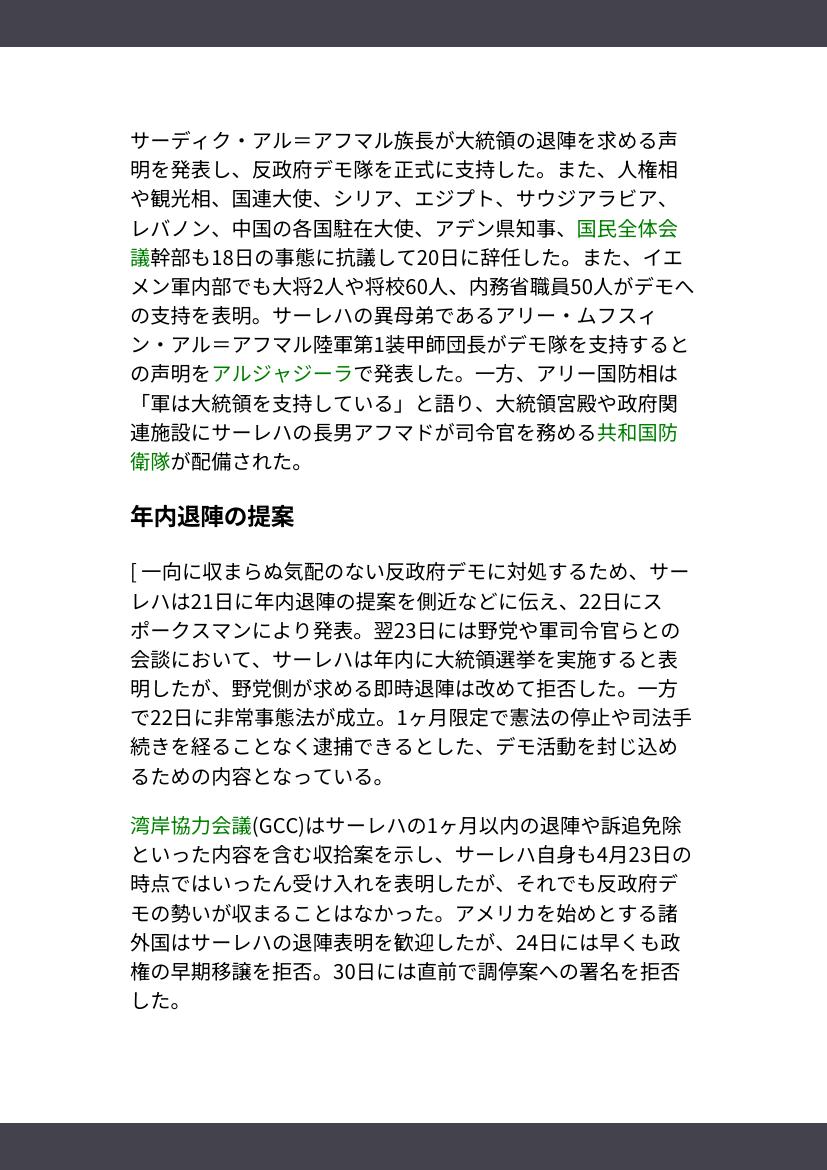 サーディク・アル＝アフマル族長が大統領の退陣を求める声
明を発表し、反政府デモ隊を正式に支持した。また、人権相
や観光相、国連大使、シリア、エジプト、サウジアラビア、
レバノン、中国の各国駐在大使、アデン県知事、国民全体会
議幹部も18日の事態に抗議して20日に辞任した。また、イエ
メン軍内部でも大将2人や将校60人、内務省職員50人がデモへ
の支持を表明。サーレハの異母弟であるアリー・ムフスィ
ン・アル＝アフマル陸軍第1装甲師団長がデモ隊を支持すると
の声明をアルジャジーラで発表した。一方、アリー国防相は
「軍は大統領を支持している」と語り、大統領宮殿や政府関
連施設にサーレハの長男アフマドが司令官を務める共和国防
衛隊が配備された。
年内退陣の提案
[ 一向に収まらぬ気配のない反政府デモに対処するため、サー
レハは21日に年内退陣の提案を側近などに伝え、22日にス
ポークスマンにより発表。翌23日には野党や軍司令官らとの
会談において、サーレハは年内に大統領選挙を実施すると表
明したが、野党側が求める即時退陣は改めて拒否した。一方
で22日に非常事態法が成立。1ヶ月限定で憲法の停止や司法手
続きを経ることなく逮捕できるとした、デモ活動を封じ込め
るための内容となっている。
湾岸協力会議(GCC)はサーレハの1ヶ月以内の退陣や訴追免除
といった内容を含む収拾案を示し、サーレハ自身も4月23日の
時点ではいったん受け入れを表明したが、それでも反政府デ
モの勢いが収まることはなかった。アメリカを始めとする諸
外国はサーレハの退陣表明を歓迎したが、24日には早くも政
権の早期移譲を拒否。30日には直前で調停案への署名を拒否
した。